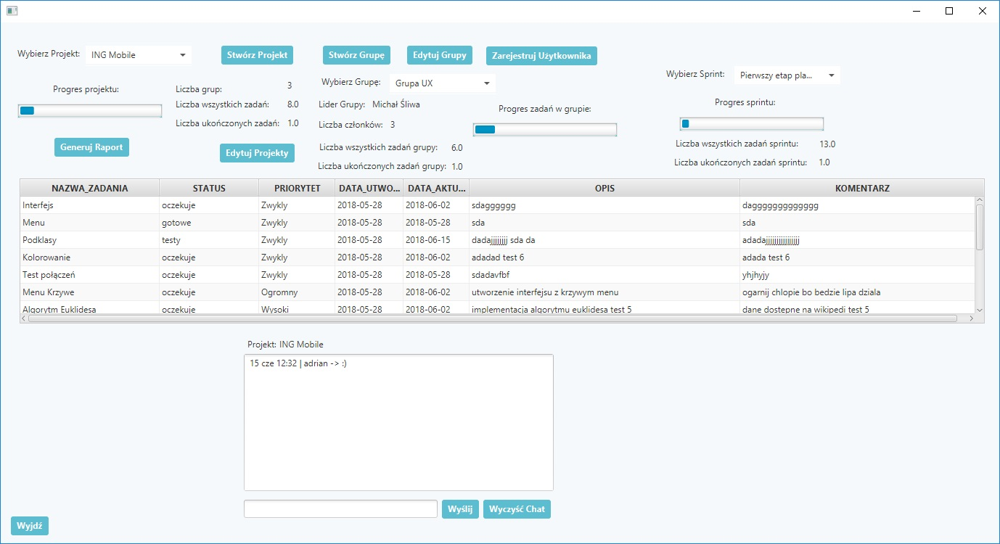 Wybierz Projekt: ING Mobile Stwórz Projekt Stwórz Grupę Edytuj Grupy Zarejestruj Użytkownika
Wybierz Sprint: Pierwszy etap pla...
Progres projektu:
Liczba grup: 3
Liczba wszystkich zadań: 8.0
Liczba ukończonych zadań: 1.0
Generuj Raport
Edytuj Projekty
Wybierz Grupę: Grupa UX
Lider Grupy: Michał Śliwa
Liczba członków: 3
Liczba wszystkich zadań grupy: 6.0
Liczba ukończonych zadań grupy: 1.0
Progres zadań w grupie:
Progres sprintu:
Liczba wszystkich zadań sprintu: 13.0
Liczba ukończonych zadań sprintu: 1.0
NAZWA_ZADANIA STATUS PRIORYTET DATA_UTWO... DATA_AKTU... OPIS KOMENTARZ
Interfejs oczekuje Zwykly 2018-05-28 2018-06-02 sdagggggg daggggggggggggg
Menu gotowe Zwykly 2018-05-28 2018-05-28 sda sda
Podklasy testy Zwykly 2018-05-28 2018-06-15 dadajjjjjjjj sda da adadajjjjjjjjjjjjjjjj
Kolorowanie oczekuje Zwykly 2018-05-28 2018-06-02 adadad test 6 adada test 6
Test połączeń oczekuje Zwykly 2018-05-28 2018-05-28 sdadavfbf yhjhyjy
Menu Krzywe oczekuje Ogromny 2018-05-28 2018-06-02 utworzenie interfejsu z krzywym menu ogarnij chlopie bo bedzie lipa dziala
Algorytm Euklidesa oczekuje Wysoki 2018-05-28 2018-06-02 implementacja algorytmu euklidesa test 5 dane dostepne na wikipedi test 5
Projekt: ING Mobile
15 cze 12:32 | adrian -> :)
Wyślij Wyczyść Chat
Wyjdź